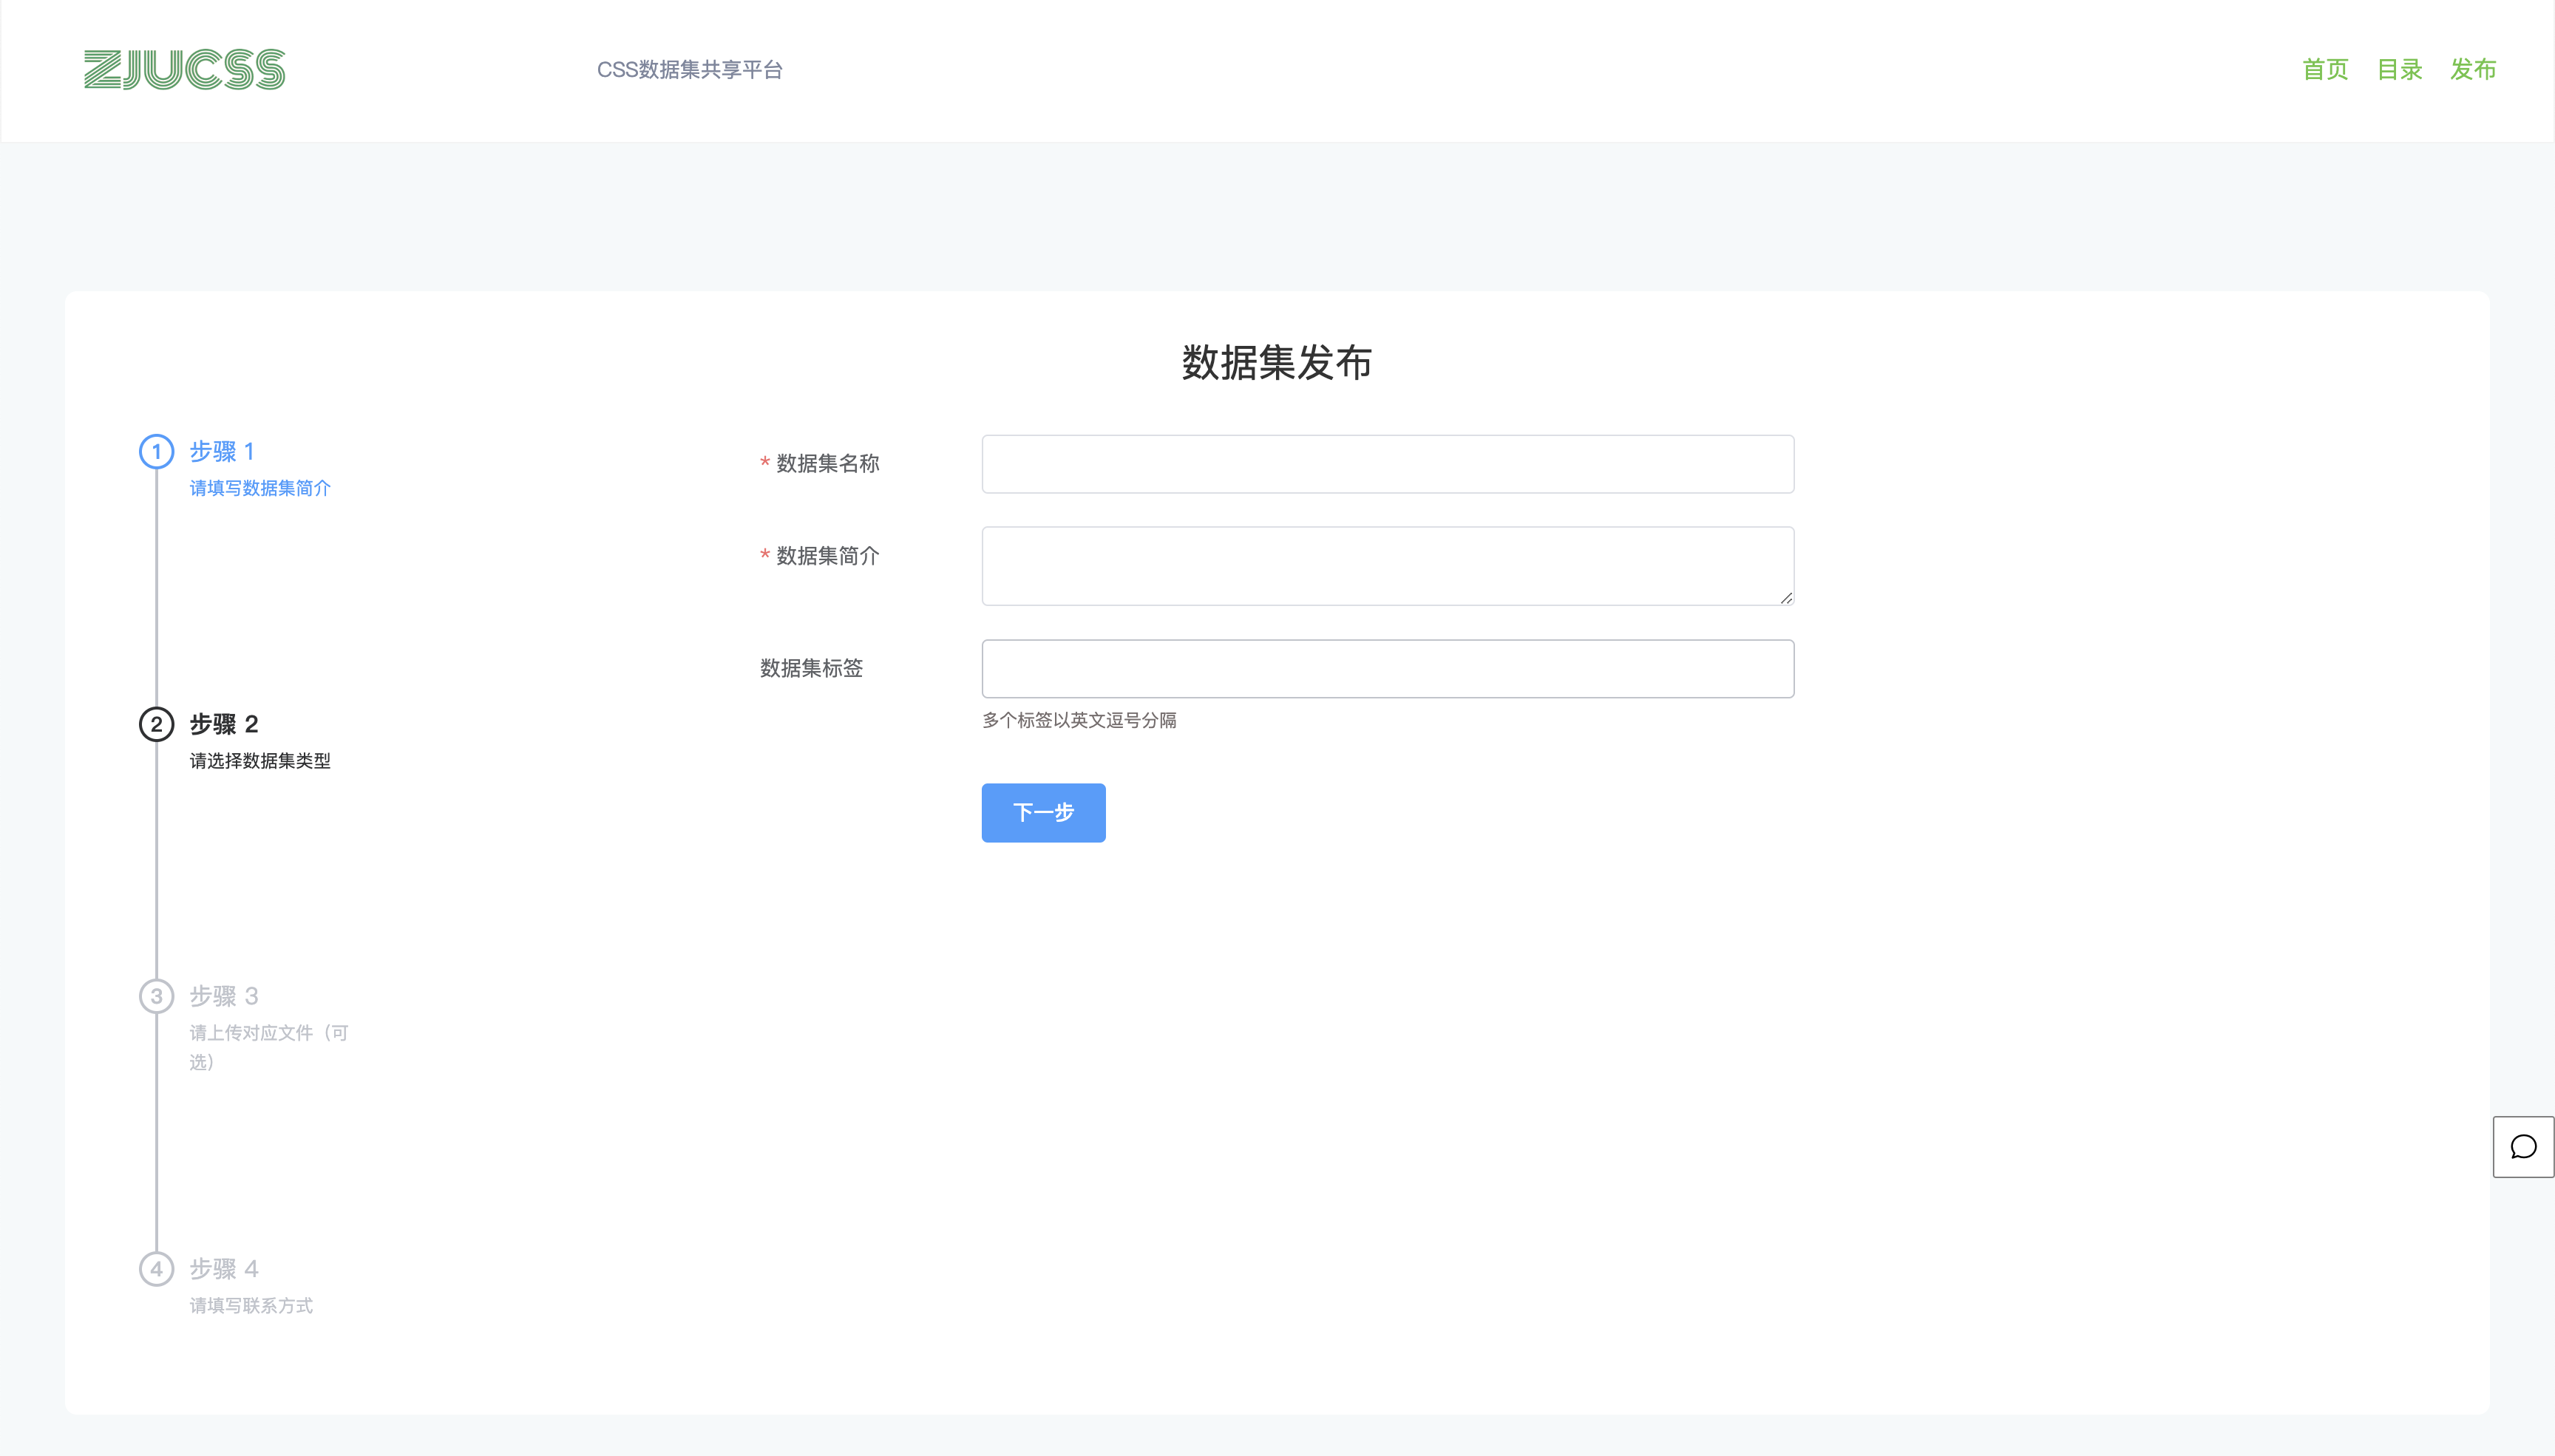 ZJUCSS
CSS数据集共享平台
首页 目录 发布
数据集发布
1 步骤 1
请填写数据集简介
* 数据集名称
* 数据集简介
数据集标签
多个标签以英文逗号分隔
2 步骤 2
请选择数据集类型
下一步
3 步骤 3
请上传对应文件（可
选）
4 步骤 4
请填写联系方式